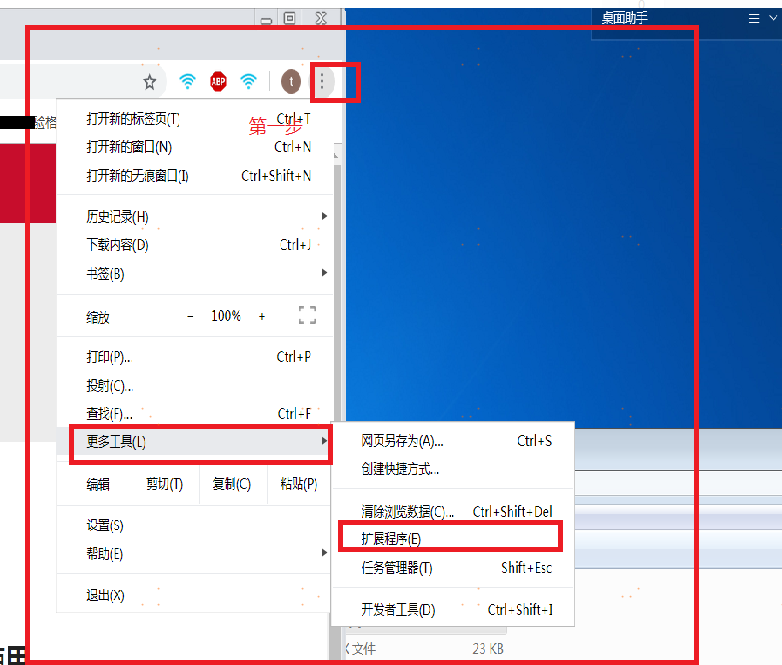 桌面助手
ABP
t
验格
打开新的标签页(T) Ctrl+T
第一步
打开新的窗口(N) Ctrl+N
打开新的无痕窗口(I) Ctrl+Shift+N
历史记录(H)
下载内容(D) Ctrl+J
书签(B)
缩放 - 100% +
打印(P)... Ctrl+P
投射(C)...
查找(F)... Ctrl+F
更多工具(L)
网页另存为(A)... Ctrl+S
创建快捷方式...
编辑 剪切(T) 复制(C) 粘贴(P)
清除浏览数据(C)... Ctrl+Shift+Del
设置(S)
扩展程序(E)
帮助(E)
任务管理器(T) Shift+Esc
退出(X)
开发者工具(D) Ctrl+Shift+I
文件 23 KB